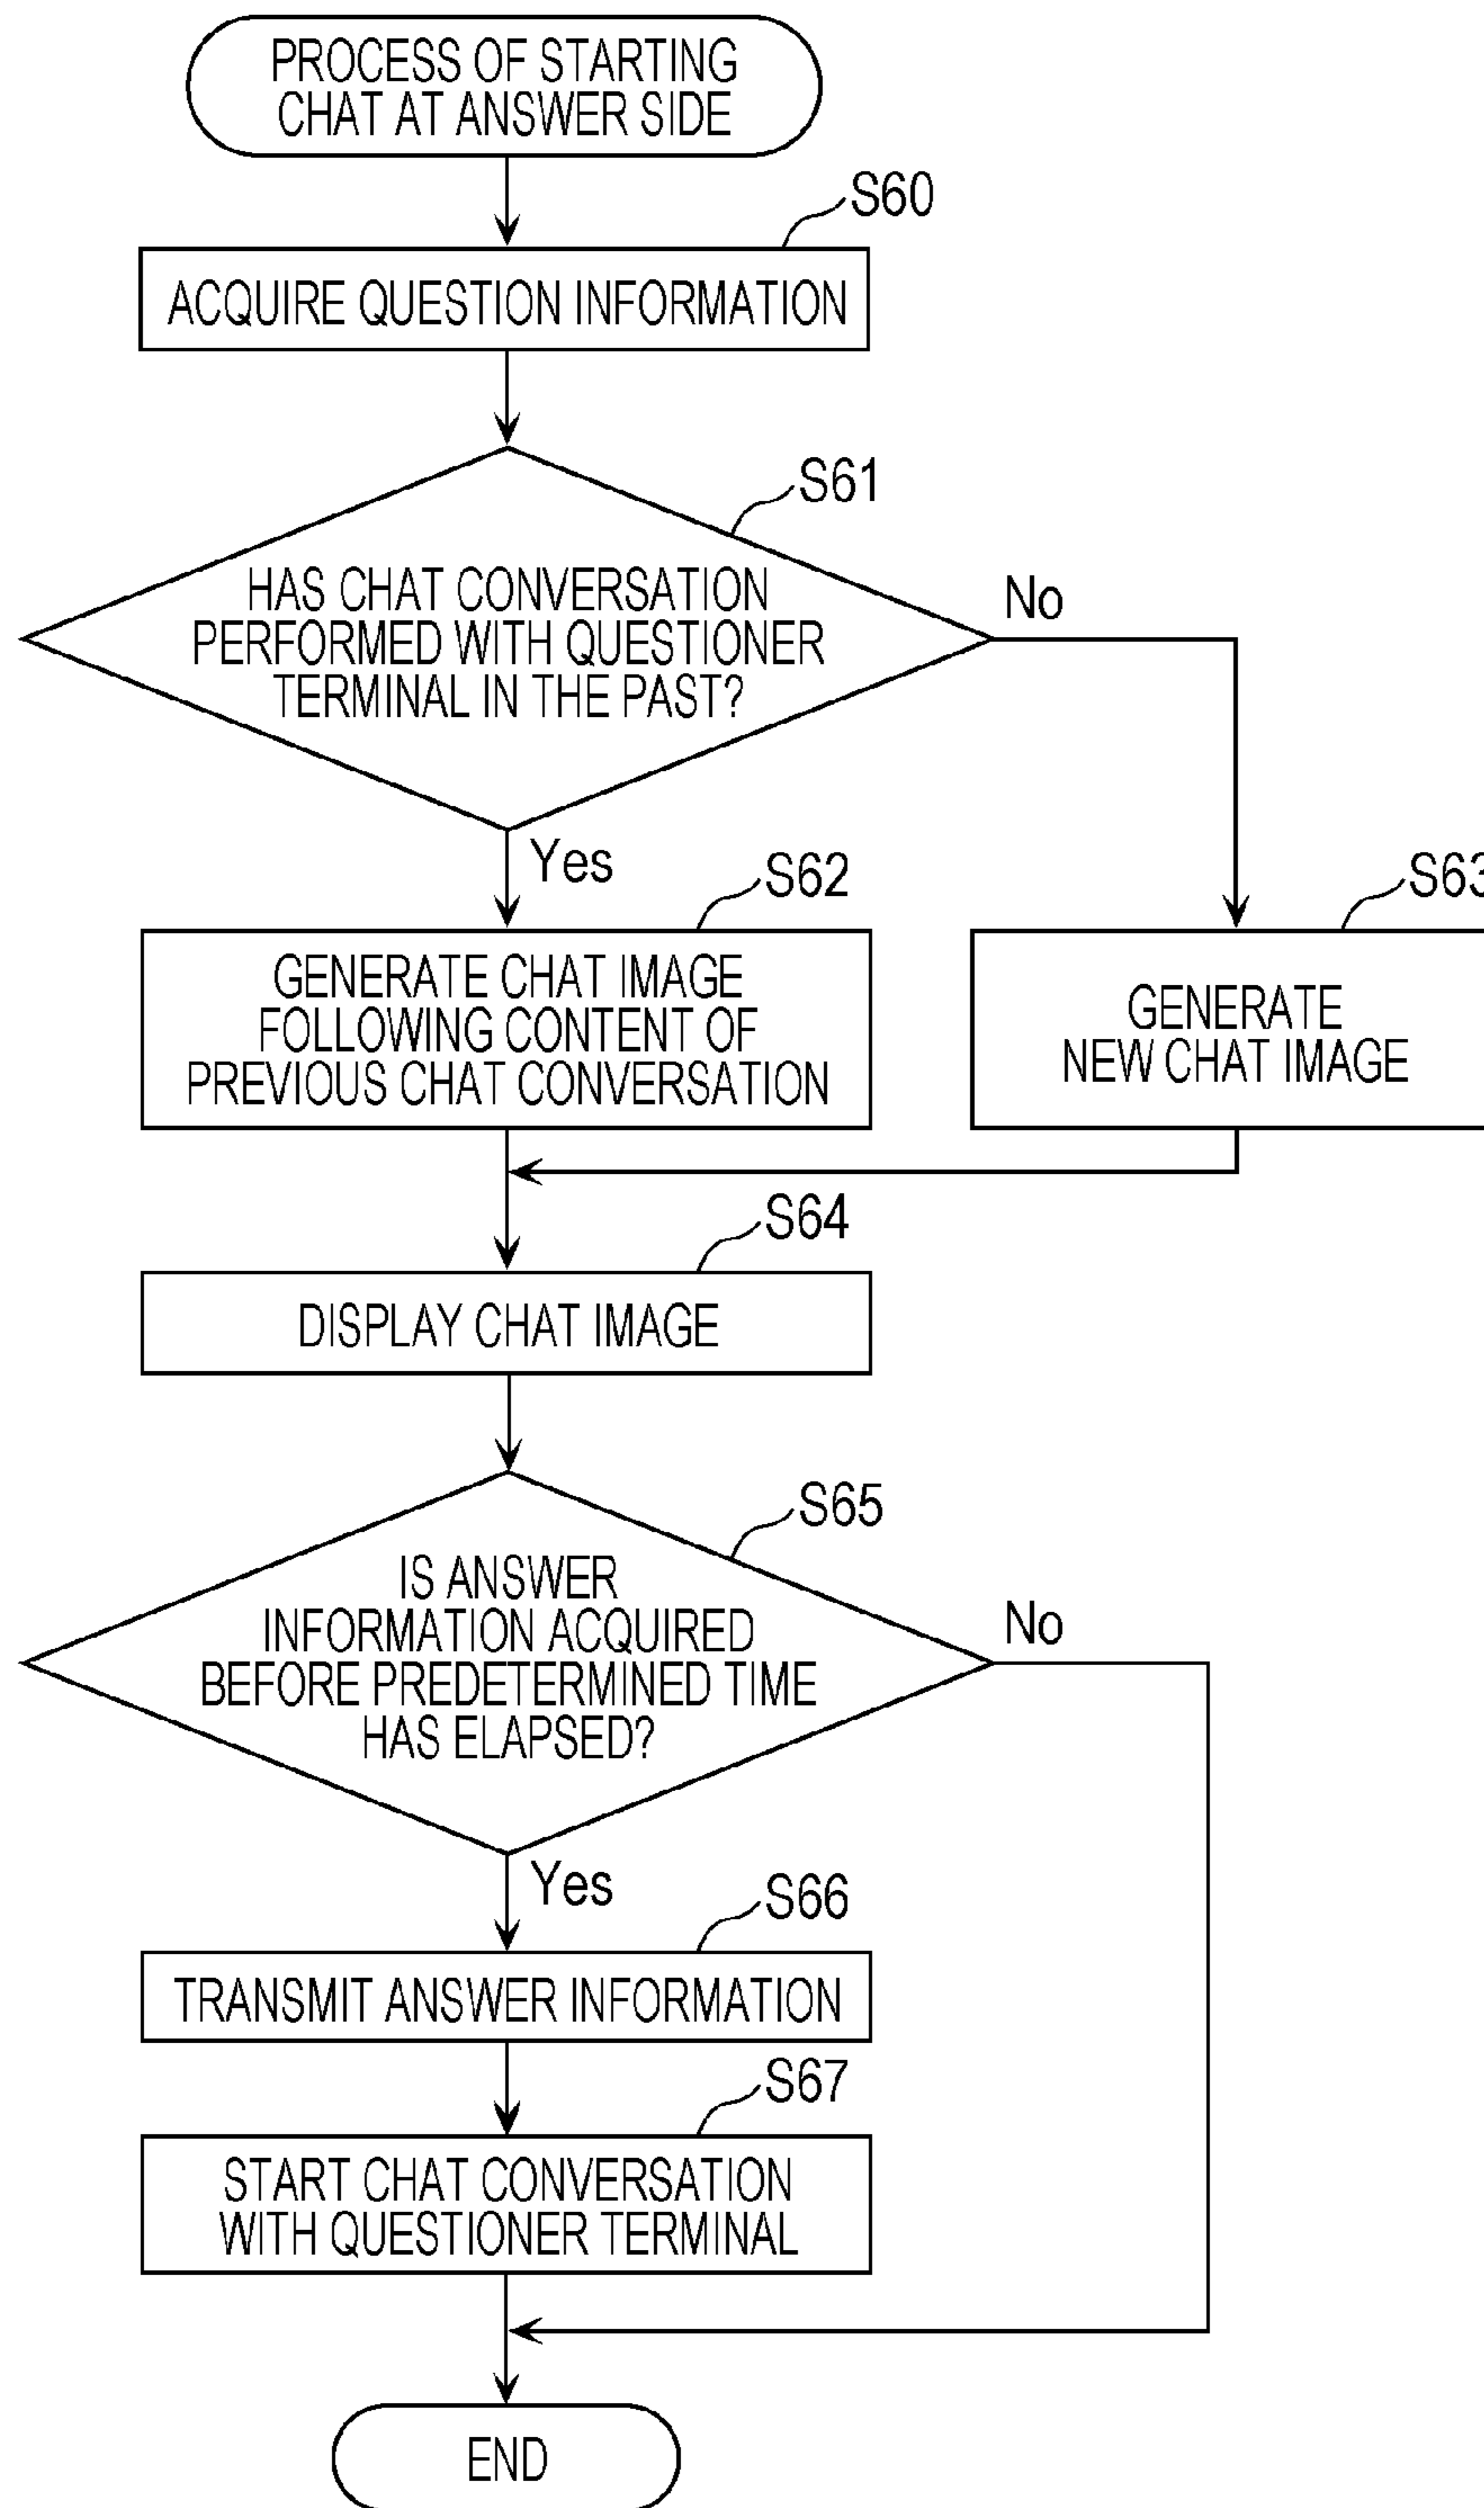 PROCESS OF STARTING
CHAT AT ANSWER SIDE
S60
ACQUIRE QUESTION INFORMATION
S61
HAS CHAT CONVERSATION
PERFORMED WITH QUESTIONER
TERMINAL IN THE PAST?
No
Yes
S62
S63
GENERATE CHAT IMAGE
FOLLOWING CONTENT OF
PREVIOUS CHAT CONVERSATION
GENERATE
NEW CHAT IMAGE
S64
DISPLAY CHAT IMAGE
S65
IS ANSWER
INFORMATION ACQUIRED
BEFORE PREDETERMINED TIME
HAS ELAPSED?
No
Yes
S66
TRANSMIT ANSWER INFORMATION
S67
START CHAT CONVERSATION
WITH QUESTIONER TERMINAL
END